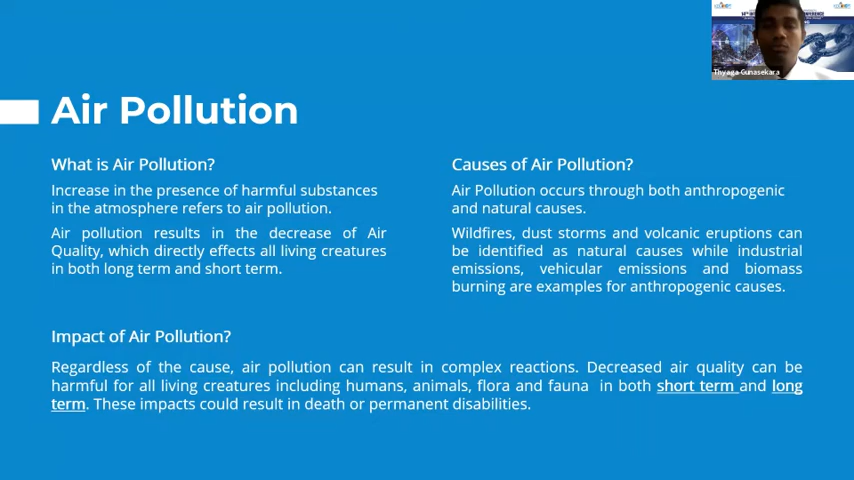 Thyaga Gunasekara
Air Pollution
What is Air Pollution?
Increase in the presence of harmful substances
in the atmosphere refers to air pollution.
Air pollution results in the decrease of Air
Quality, which directly effects all living creatures
in both long term and short term.
Causes of Air Pollution?
Air Pollution occurs through both anthropogenic
and natural causes.
Wildfires, dust storms and volcanic eruptions can
be identified as natural causes while industrial
emissions, vehicular emissions and biomass
burning are examples for anthropogenic causes.
Impact of Air Pollution?
Regardless of the cause, air pollution can result in complex reactions. Decreased air quality can be
harmful for all living creatures including humans, animals, flora and fauna in both short term and long
term. These impacts could result in death or permanent disabilities.